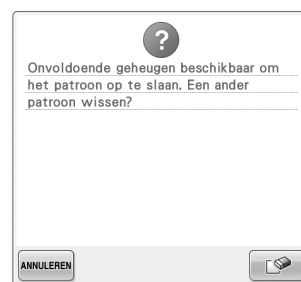 ?
Onvoldoende geheugen beschikbaar om
het patroon op te slaan. Een ander
patroon wissen?
ANNULEREN